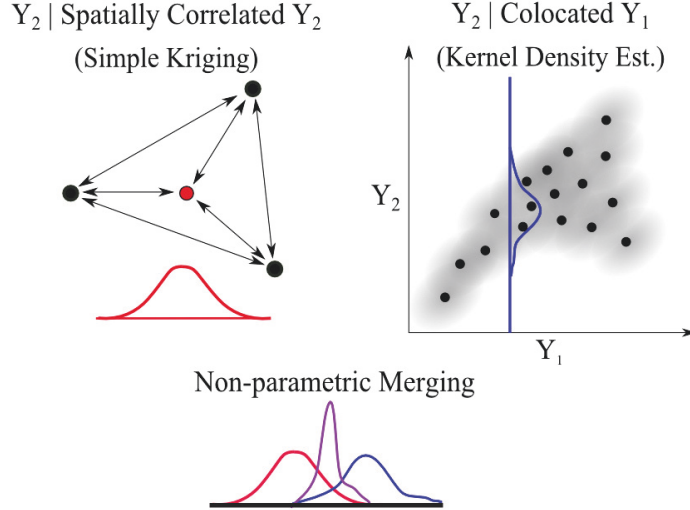 Y₂ | Spatially Correlated Y₂
(Simple Kriging)
Y₂ | Colocated Y₁
(Kernel Density Est.)
Y₂
Y₁
Non-parametric Merging